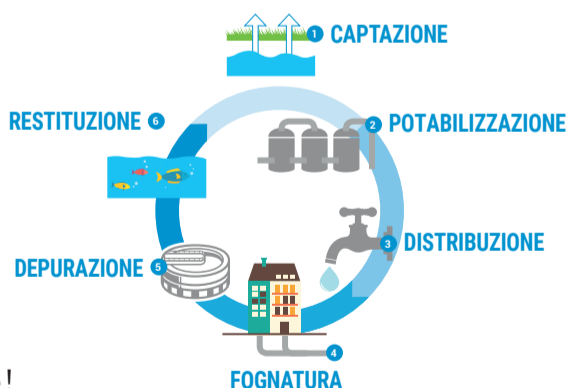 1 CAPTAZIONE
2 POTABILIZZAZIONE
3 DISTRIBUZIONE
4
FOGNATURA
DEPURAZIONE 5
RESTITUZIONE 6
!